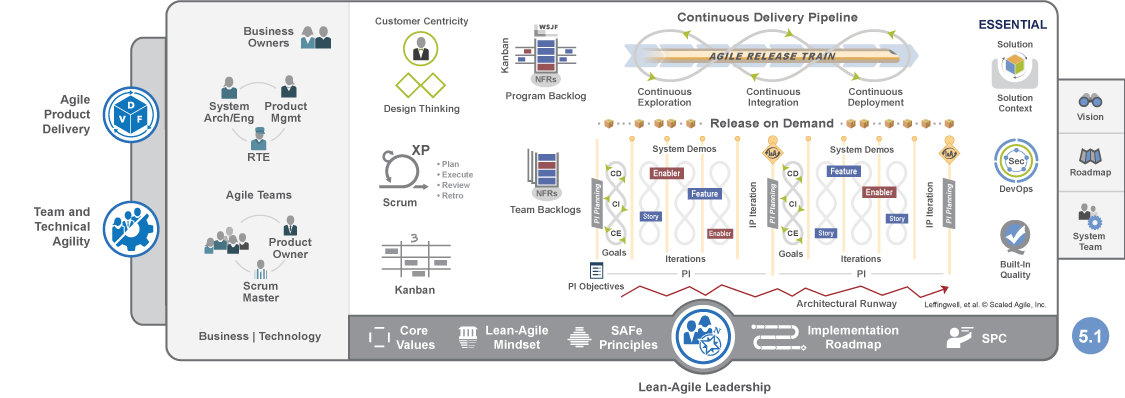 Agile
Product
Delivery
D
V F
Team and
Technical
Agility
Business
Owners
System
Arch/Eng
Product
Mgmt
RTE
Agile Teams
Product
Owner
Scrum
Master
Business | Technology
Customer Centricity
Design Thinking
XP
• Plan
• Execute
• Review
• Retro
Scrum
3
Kanban
WSJF
Kanban
NFRs
Program Backlog
NFRs
Team Backlogs
Continuous Delivery Pipeline
AGILE RELEASE TRAIN
Continuous
Exploration
Continuous
Integration
Continuous
Deployment
Release on Demand
PI Planning
CD
CI
CE
Goals
System Demos
Enabler
Feature
Story
Enabler
Iterations
IP Iteration
I&A
PI Planning
CD
CI
CE
Goals
System Demos
Feature
Enabler
Story
Story
Iterations
IP Iteration
I&A
PI Planning
PI
PI
PI Objectives
Architectural Runway
Leffingwell, et al. © Scaled Agile, Inc.
ESSENTIAL
Solution
Solution
Context
Sec
DevOps
Built-in
Quality
Vision
Roadmap
System
Team
Core
Values
Lean-Agile
Mindset
SAFe
Principles
N
Implementation
Roadmap
SPC
Lean-Agile Leadership
5.1